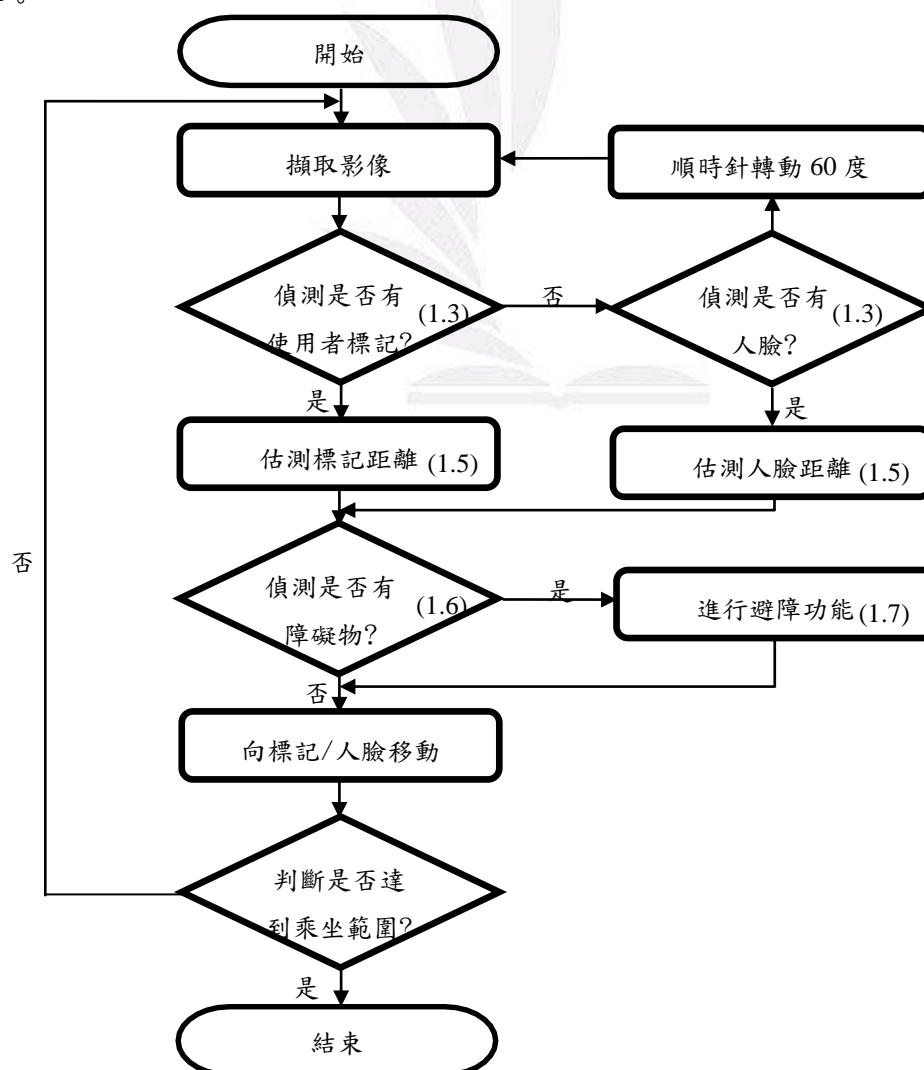 開始
擷取影像
順時針轉動 60 度
偵測是否有
使用者標記?
(1.3)
否
偵測是否有
人臉?
(1.3)
是
是
估測標記距離 (1.5)
估測人臉距離 (1.5)
否
偵測是否有
障礙物?
(1.6)
是
進行避障功能 (1.7)
否
向標記/人臉移動
判斷是否達
到乘坐範圍?
是
結束